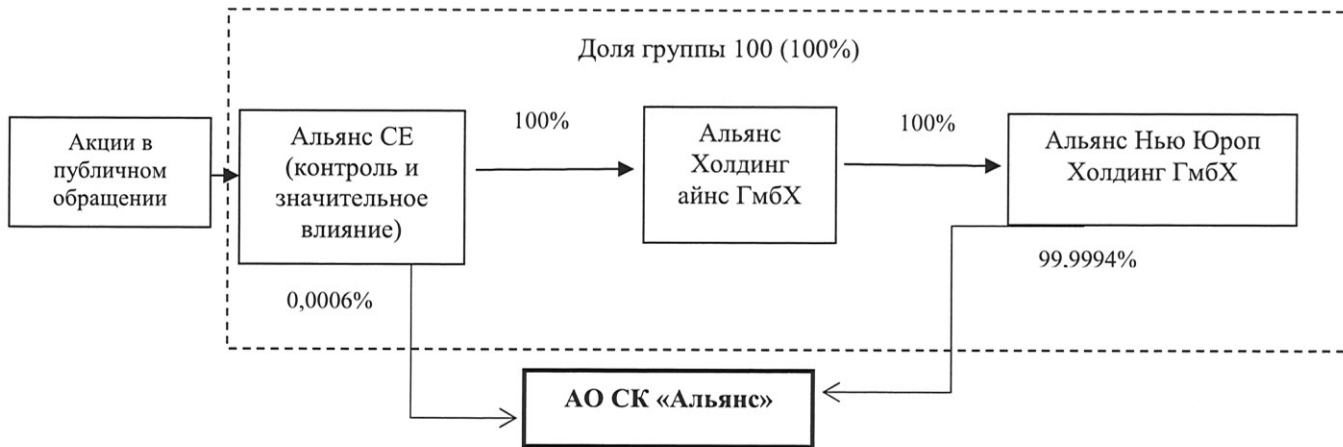 Доля группы 100 (100%)
Акции в
публичном
обращении
Альянс СЕ
(контроль и
значительное
влияние)
100%
Альянс
Холдинг
айнс ГмбХ
100%
Альянс Нью Юроп
Холдинг ГмбХ
0,0006%
99.9994%
АО СК «Альянс»